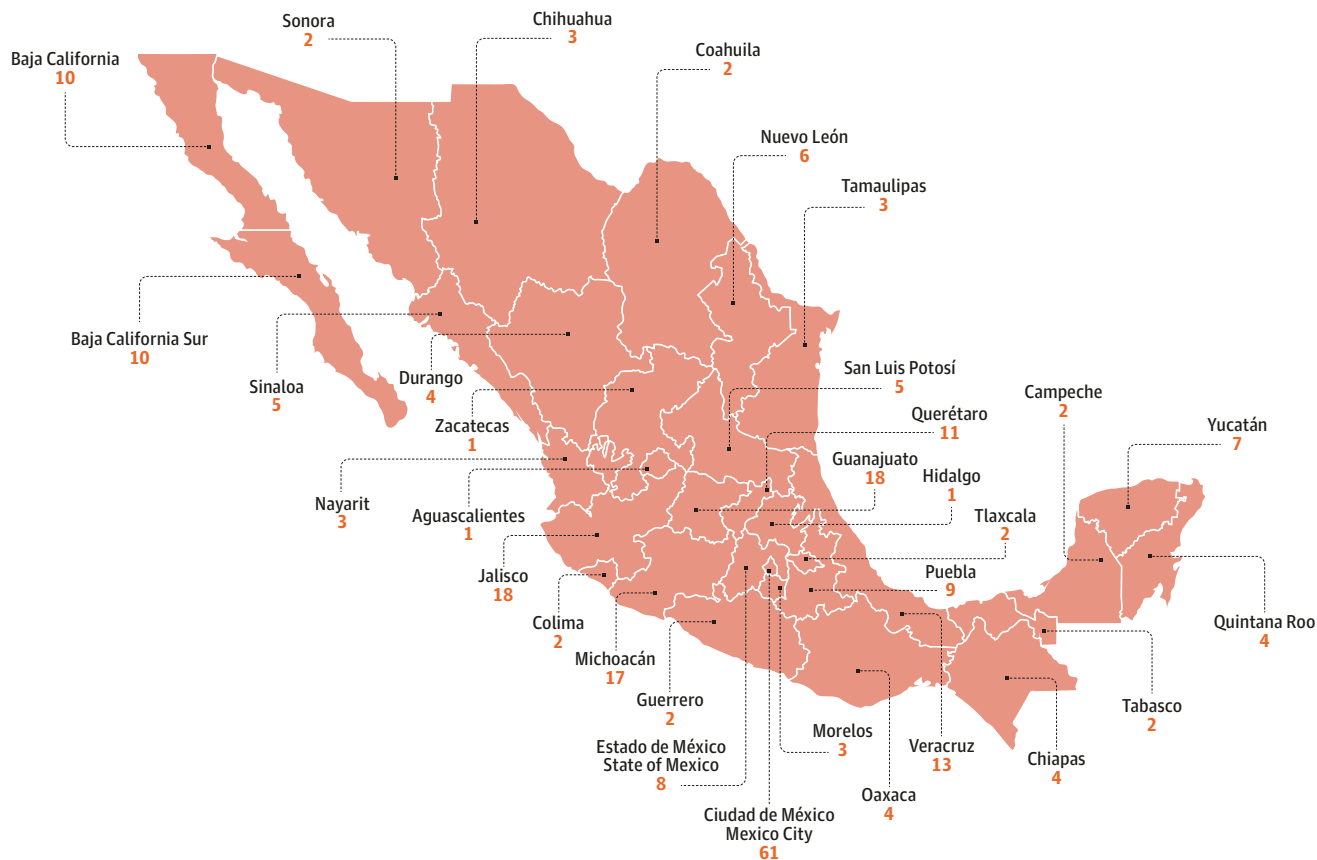 Sonora
2
Chihuahua
3
Baja California
10
Coahuila
2
Nuevo León
6
Tamaulipas
3
Baja California Sur
10
Sinaloa
5
Durango
4
Zacatecas
1
San Luis Potosí
5
Querétaro
11
Campeche
2
Yucatán
7
Guanajuato
18
Hidalgo
1
Nayarit
3
Aguascalientes
1
Tlaxcala
2
Jalisco
18
Puebla
9
Colima
2
Quintana Roo
4
Michoacán
17
Guerrero
2
Tabasco
2
Morelos
3
Estado de México
State of Mexico
8
Veracruz
13
Chiapas
4
Oaxaca
4
Ciudad de México
Mexico City
61